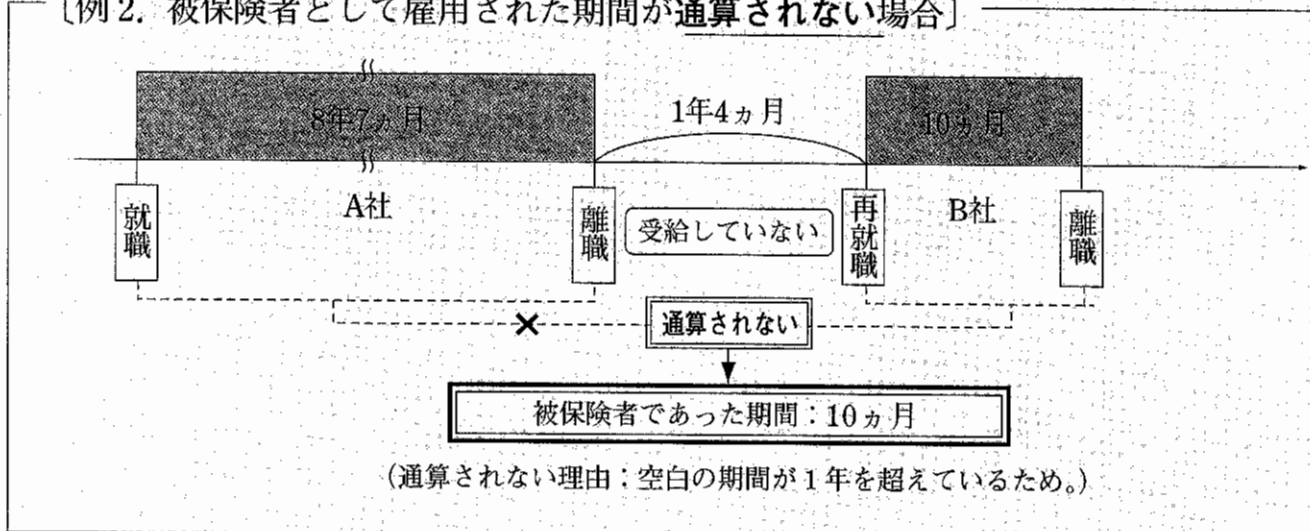 〔例2. 被保険者として雇用された期間が通算されない場合〕
8年7ヵ月
1年4ヵ月
10ヵ月
就職
A社
離職
受給していない
再就職
B社
離職
通算されない
被保険者であった期間：10ヵ月
（通算されない理由：空白の期間が1年を超えているため。）